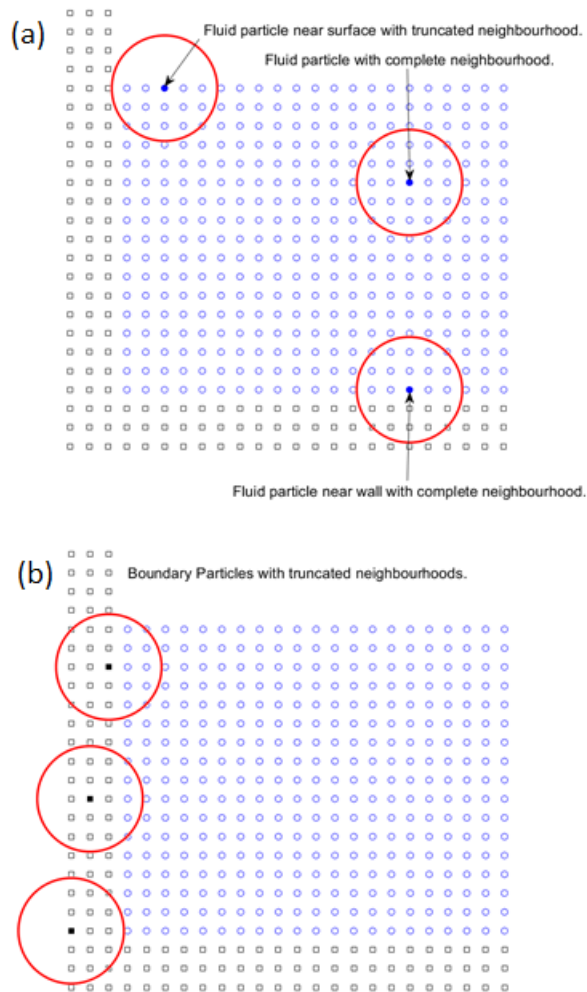 (a)
Fluid particle near surface with truncated neighbourhood.
Fluid particle with complete neighbourhood.
Fluid particle near wall with complete neighbourhood.
(b)
Boundary Particles with truncated neighbourhoods.